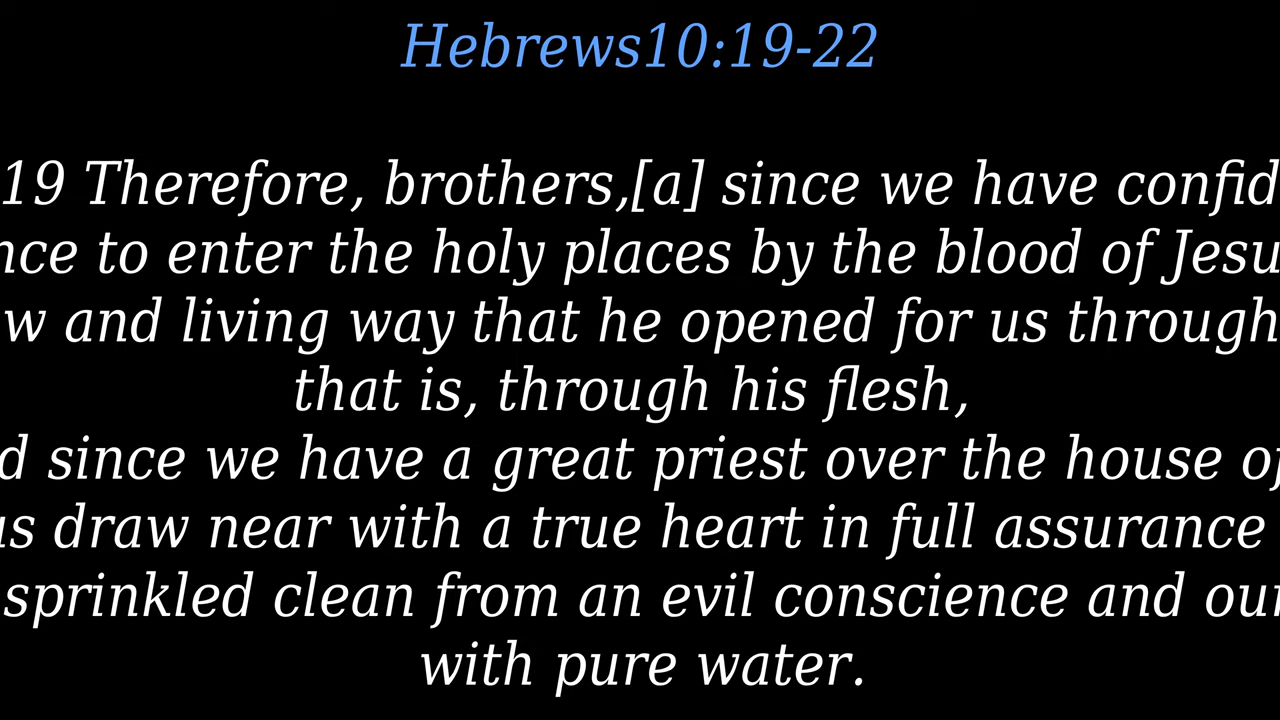 Hebrews10:19-22
19 Therefore, brothers,[a] since we have confid
nce to enter the holy places by the blood of Jesu
w and living way that he opened for us through
that is, through his flesh,
d since we have a great priest over the house of
us draw near with a true heart in full assurance
sprinkled clean from an evil conscience and our
with pure water.